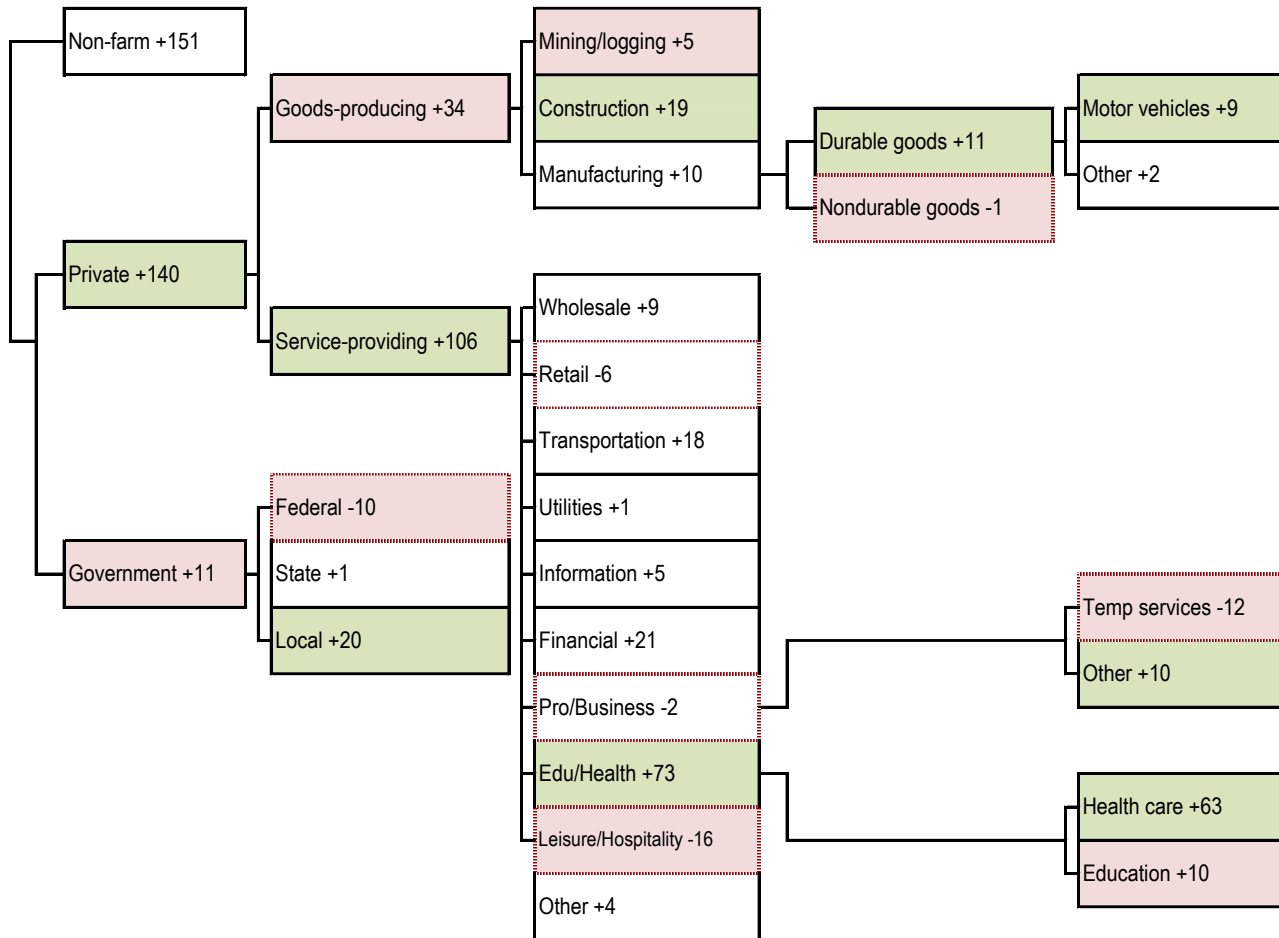 Non-farm +151
Private +140
Government +11
Goods-producing +34
Service-providing +106
Federal -10
State +1
Local +20
Mining/logging +5
Construction +19
Manufacturing +10
Wholesale +9
Retail -6
Transportation +18
Utilities +1
Information +5
Financial +21
Pro/Business -2
Edu/Health +73
Leisure/Hospitality -16
Other +4
Durable goods +11
Nondurable goods -1
Motor vehicles +9
Other +2
Temp services -12
Other +10
Health care +63
Education +10